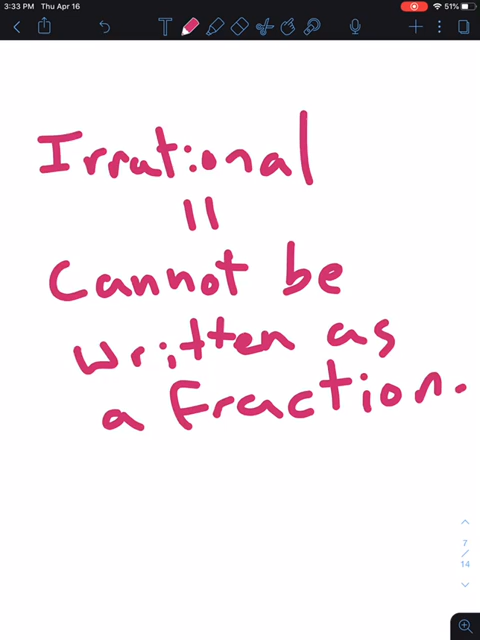 3:33 PM Thu Apr 16
51%
Irrational
=
Cannot be
written as
a fraction.
7
/
14